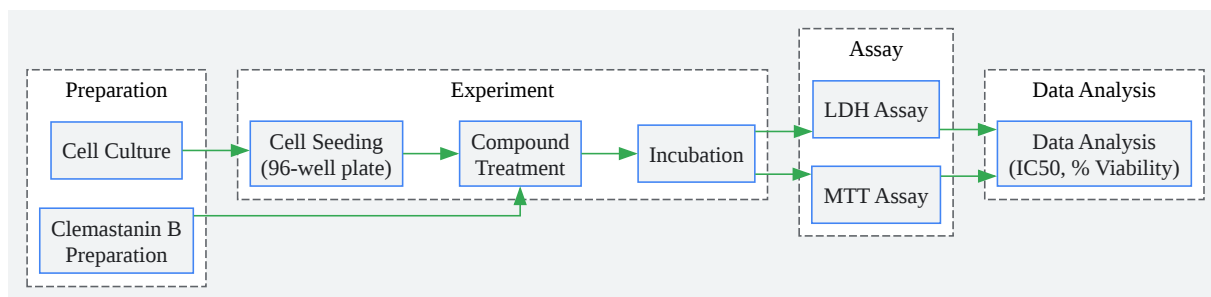 Preparation
Cell Culture
Clemastanin B
Preparation
Experiment
Cell Seeding
(96-well plate)
Compound
Treatment
Incubation
Assay
LDH Assay
MTT Assay
Data Analysis
Data Analysis
(IC50, % Viability)